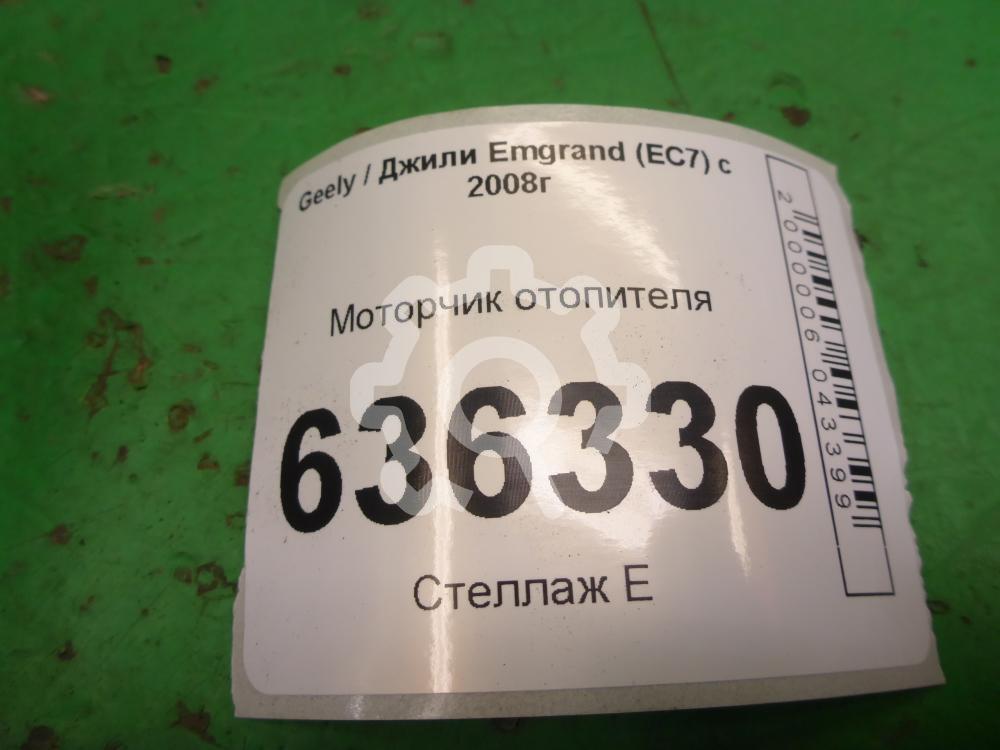 Geely / Джили Emgrand (EC7) с
2008г
Моторчик отопителя
636330
Стеллаж Е
2000006043399